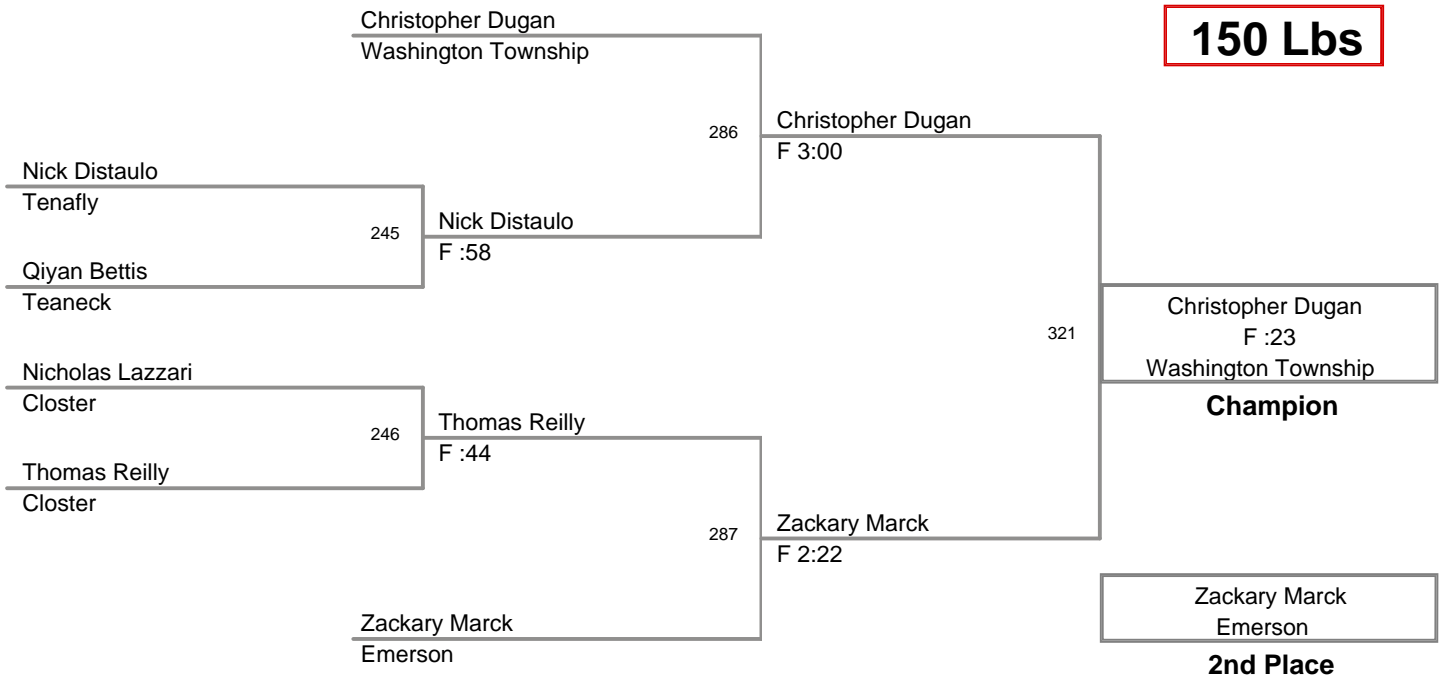 Christopher Dugan
150 Lbs
Washington Township
286
Christopher Dugan
F 3:00
Nick Distaulo
Tenafly
245
Nick Distaulo
F :58
Qiyan Bettis
Teaneck
Christopher Dugan
321
F :23
Washington Township
Nicholas Lazzari
Closter
Champion
246
Thomas Reilly
F :44
Thomas Reilly
Closter
287
Zackary Marck
F 2:22
Zackary Marck
Emerson
Zackary Marck
Emerson
2nd Place